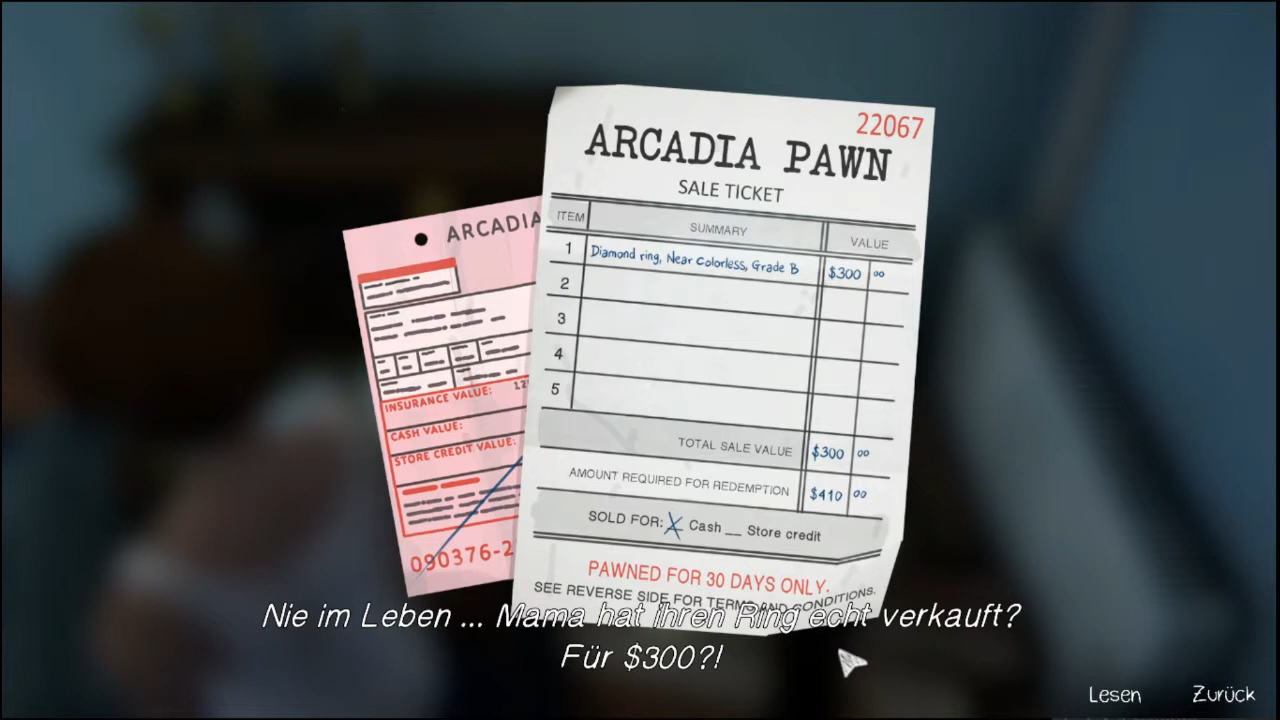 ARCADIA
INSURANCE VALUE:
CASH VALUE:
STORE CREDIT VALUE:
090376-2
22067
ARCADIA PAWN
SALE TICKET
ITEM SUMMARY VALUE
1 Diamond ring, Near Colorless, Grade B $300 00
2
3
4
5
TOTAL SALE VALUE $300 00
AMOUNT REQUIRED FOR REDEMPTION $410 00
SOLD FOR: X Cash __ Store credit
PAWNED FOR 30 DAYS ONLY.
SEE REVERSE SIDE FOR TERMS AND CONDITIONS.
Nie im Leben ... Mama hat ihren Ring echt verkauft?
Für $300?!
Lesen Zurück